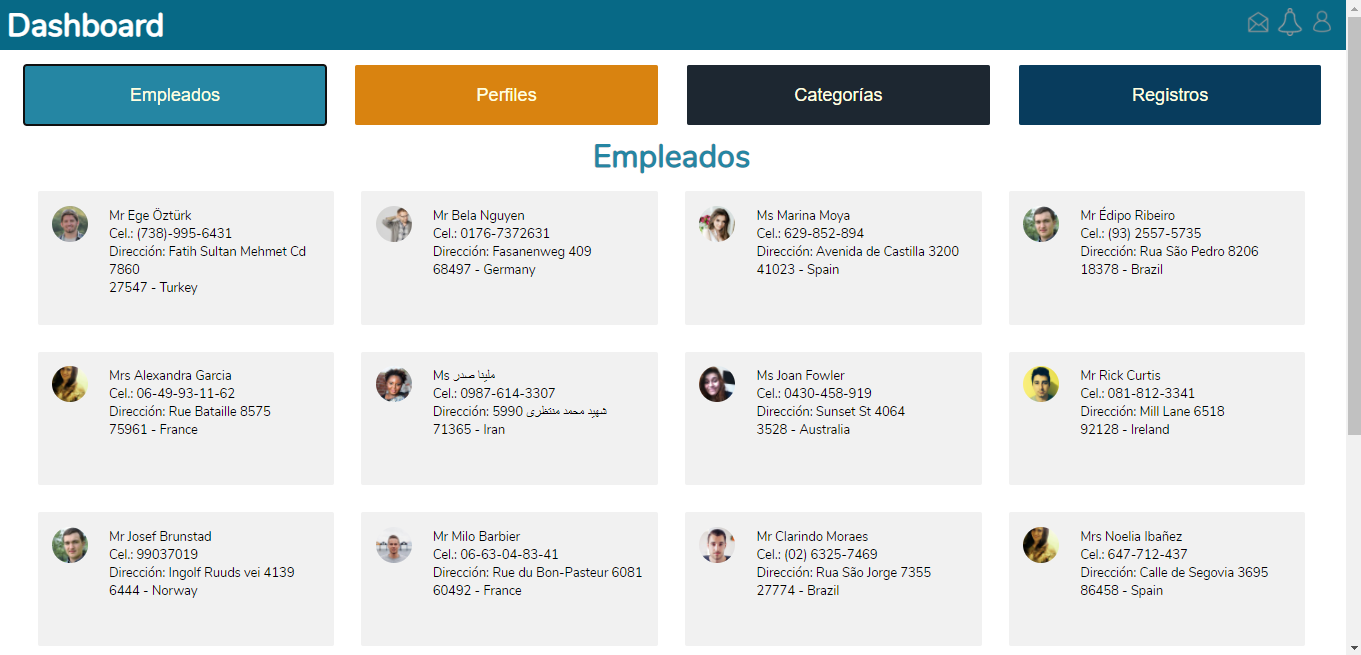 Dashboard
Empleados
Perfiles
Categorías
Registros
Empleados
Mr Ege Öztürk
Cel.: (738)-995-6431
Dirección: Fatih Sultan Mehmet Cd
7860
27547 - Turkey
Mr Bela Nguyen
Cel.: 0176-7372631
Dirección: Fasanenweg 409
68497 - Germany
Ms Marina Moya
Cel.: 629-852-894
Dirección: Avenida de Castilla 3200
41023 - Spain
Mr Édipo Ribeiro
Cel.: (93) 2557-5735
Dirección: Rua São Pedro 8206
18378 - Brazil
Mrs Alexandra Garcia
Cel.: 06-49-93-11-62
Dirección: Rue Bataille 8575
75961 - France
Ms ملینا صدر
Cel.: 0987-614-3307
Dirección: شهید محمد منتظری 5990
71365 - Iran
Ms Joan Fowler
Cel.: 0430-458-919
Dirección: Sunset St 4064
3528 - Australia
Mr Rick Curtis
Cel.: 081-812-3341
Dirección: Mill Lane 6518
92128 - Ireland
Mr Josef Brunstad
Cel.: 99037019
Dirección: Ingolf Ruuds vei 4139
6444 - Norway
Mr Milo Barbier
Cel.: 06-63-04-83-41
Dirección: Rue du Bon-Pasteur 6081
60492 - France
Mr Clarindo Moraes
Cel.: (02) 6325-7469
Dirección: Rua São Jorge 7355
27774 - Brazil
Mrs Noelia Ibañez
Cel.: 647-712-437
Dirección: Calle de Segovia 3695
86458 - Spain